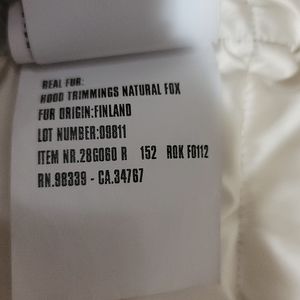 REAL FUR:
HOOD TRIMMINGS NATURAL FOX
FUR ORIGIN:FINLAND
LOT NUMBER:09811
ITEM NR.28G060 R 152 RQK F0112
RN.98339 - CA.34767